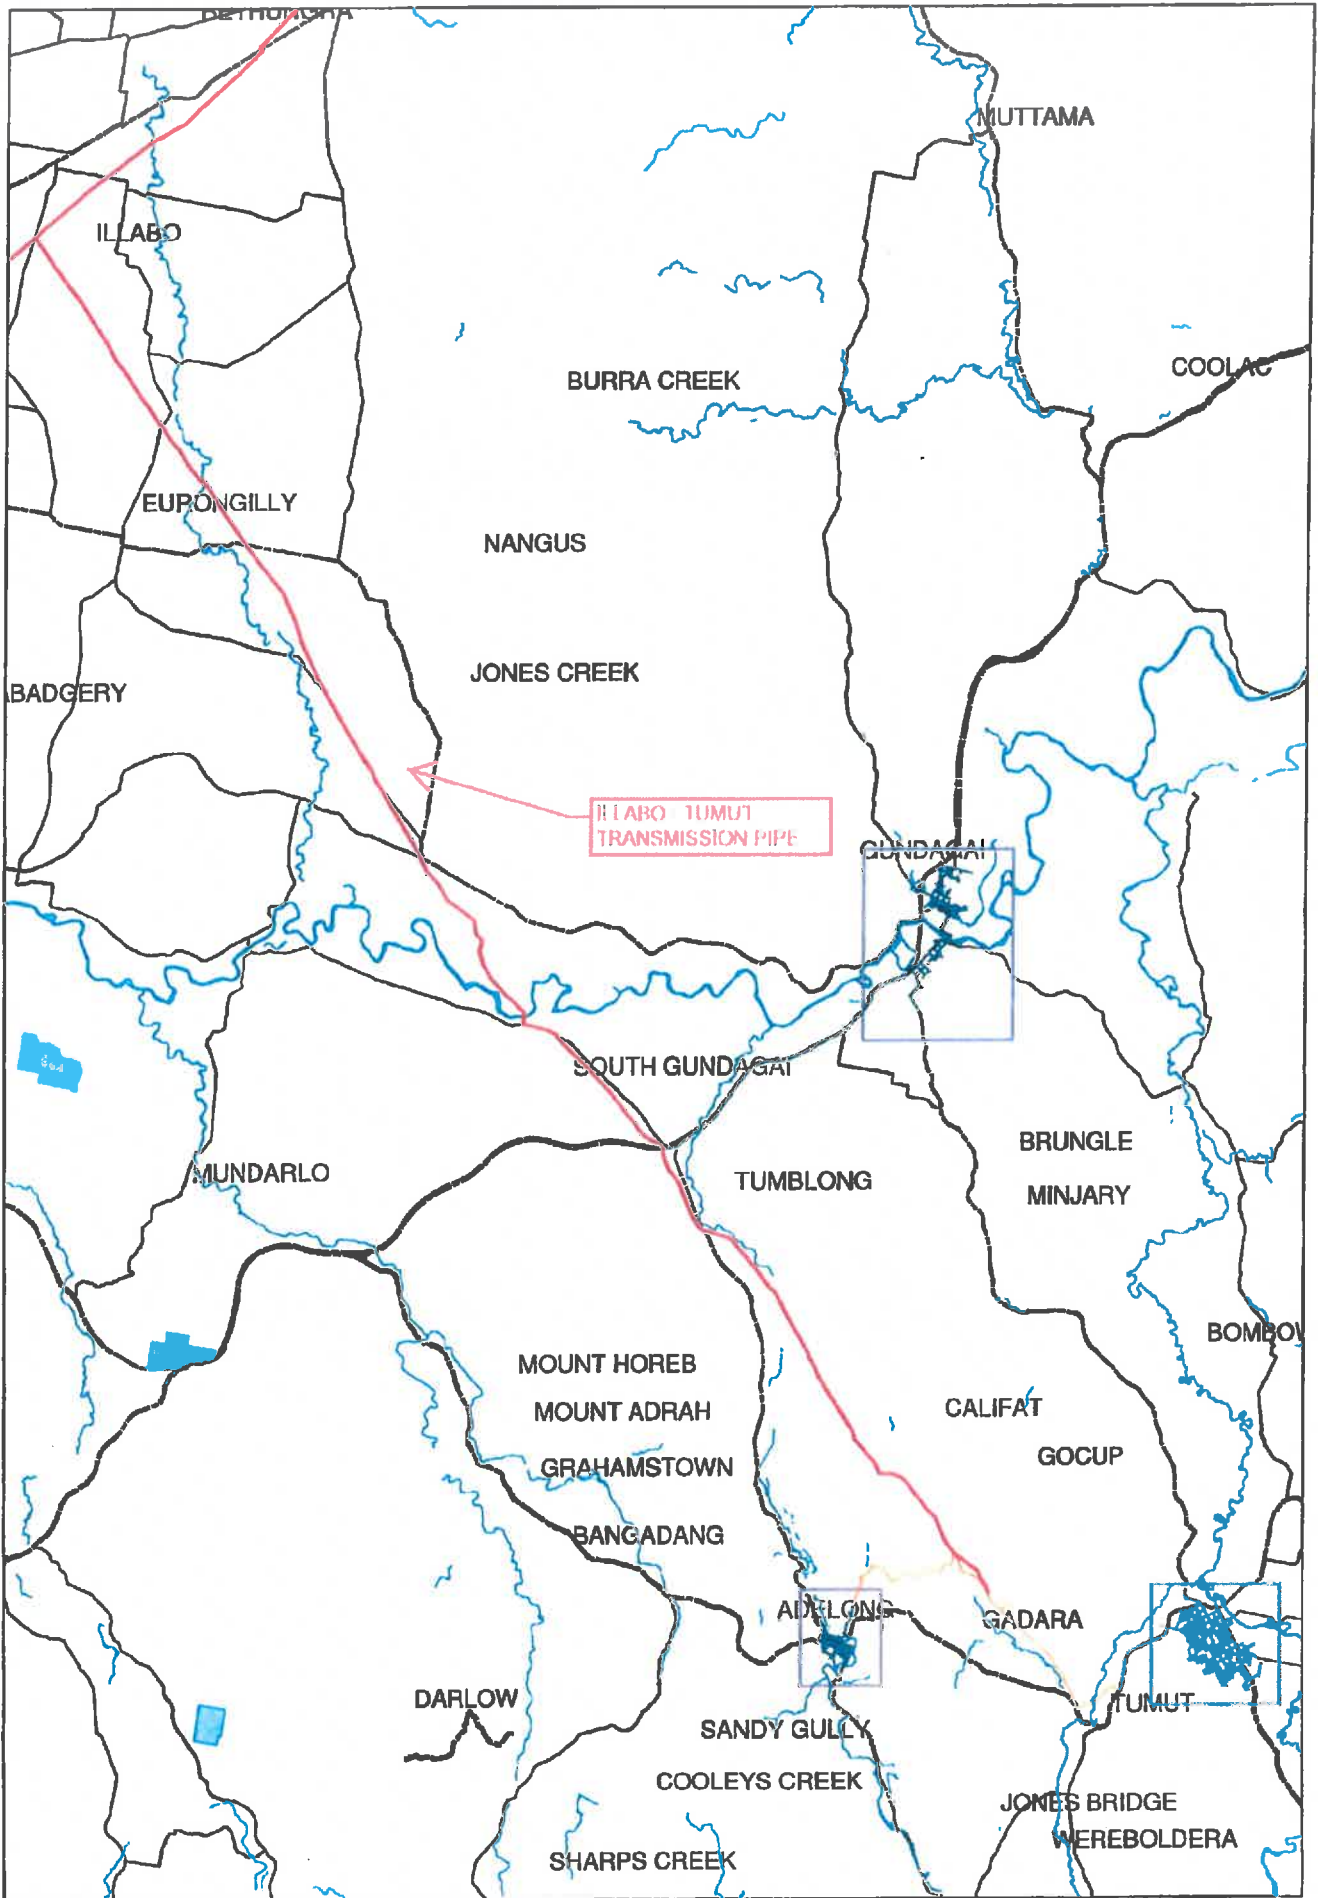 BETHUNGRA
MUTTAMA
ILLABO
COOLAC
BURRA CREEK
EURONGILLY
NANGUS
JONES CREEK
ABADGERY
ILLABO - TUMUT
TRANSMISSION PIPE
GUNDAGAI
SOUTH GUNDAGAI
BRUNGLE
MUNDARLO
TUMBLONG
MINJARY
BOMBOW
MOUNT HOREB
MOUNT ADRAH
CALIFAT
GOCUP
GRAHAMSTOWN
BANGADANG
ADELONG
GADARA
DARLOW
TUMUT
SANDY GULLY
COOLEYS CREEK
JONES BRIDGE
WEREBOLDERA
SHARPS CREEK